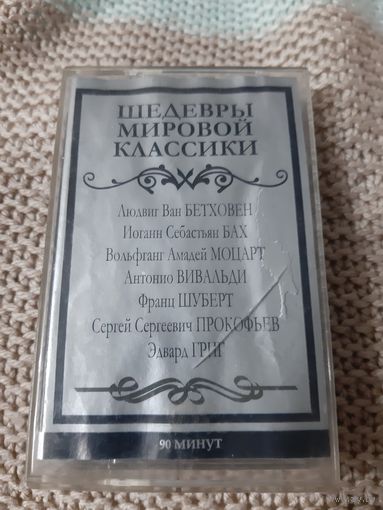 ШЕДЕВРЫ
МИРОВОЙ
КЛАССИКИ
Людвиг Ван БЕТХОВЕН
Иоганн Себастьян БАХ
Вольфганг Амадей МОЦАРТ
Антонио ВИВАЛЬДИ
Франц ШУБЕРТ
Сергей Сергеевич ПРОКОФЬЕВ
Эдвард ГРИГ
90 МИНУТ